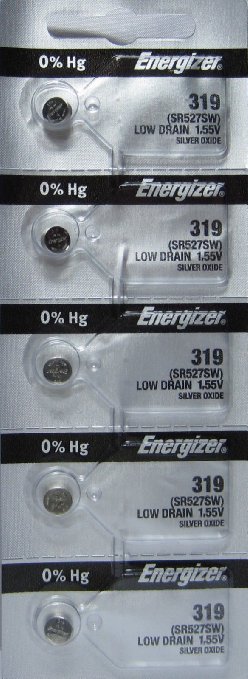 0% Hg Energizer®
319
(SR527SW)
LOW DRAIN 1.55V
SILVER OXIDE
0% Hg Energizer®
319
(SR527SW)
LOW DRAIN 1.55V
SILVER OXIDE
0% Hg Energizer®
319
(SR527SW)
LOW DRAIN 1.55V
SILVER OXIDE
0% Hg Energizer®
319
(SR527SW)
LOW DRAIN 1.55V
SILVER OXIDE
0% Hg Energizer®
319
(SR527SW)
LOW DRAIN 1.55V
SILVER OXIDE